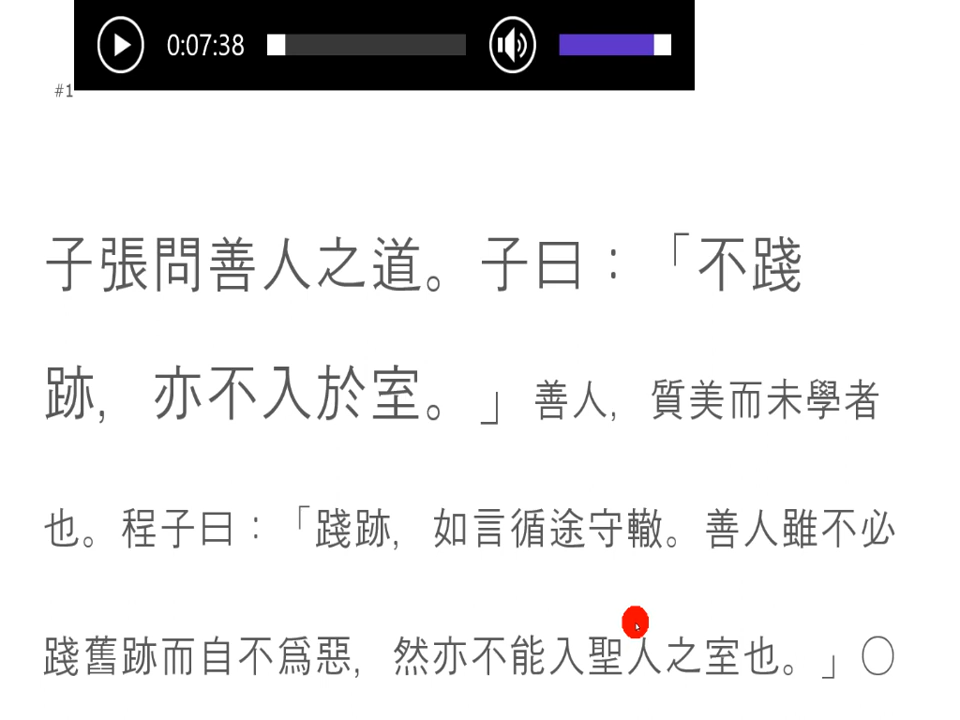 0:07:38
#1
子張問善人之道。子曰：「不踐
跡，亦不入於室。」善人，質美而未學者
也。程子曰：「踐跡，如言循途守轍。善人雖不必
踐舊跡而自不爲惡，然亦不能入聖人之室也。」〇